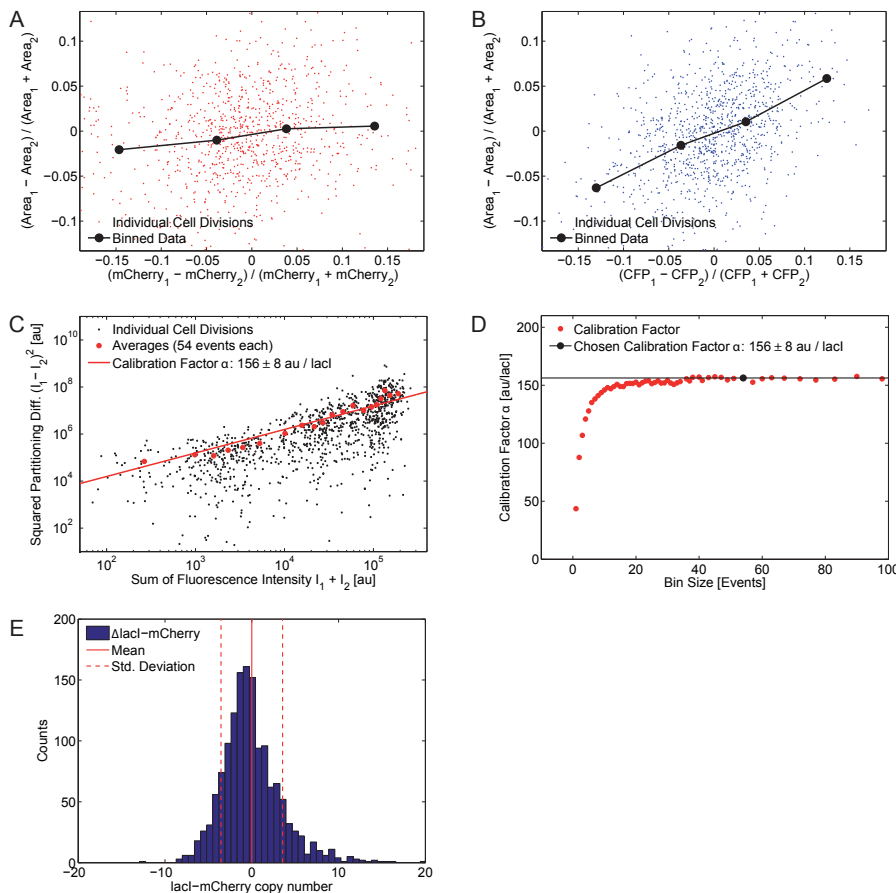 A
0.1
0.05
0
−0.05
−0.1
(Area1 − Area2) / (Area1 + Area2)
Individual Cell Divisions
Binned Data
−0.15 −0.1 −0.05 0 0.05 0.1 0.15
(mCherry1 − mCherry2) / (mCherry1 + mCherry2)
B
0.1
0.05
0
−0.05
−0.1
(Area1 − Area2) / (Area1 + Area2)
Individual Cell Divisions
Binned Data
−0.15 −0.1 −0.05 0 0.05 0.1 0.15
(CFP1 − CFP2) / (CFP1 + CFP2)
C
10^10
10^8
10^6
10^4
10^2
Squared Partitioning Diff. (I1 − I2)^2 [au]
Individual Cell Divisions
Averages (54 events each)
Calibration Factor α: 156 ± 8 au / lacI
10^2 10^3 10^4 10^5
Sum of Fluorescence Intensity I1 + I2 [au]
D
200
150
100
50
0
Calibration Factor α [au/lacI]
Calibration Factor
Chosen Calibration Factor α: 156 ± 8 au / lacI
0 20 40 60 80 100
Bin Size [Events]
E
200
150
100
50
0
Counts
ΔlacI−mCherry
Mean
Std. Deviation
−20 −10 0 10 20
lacI−mCherry copy number